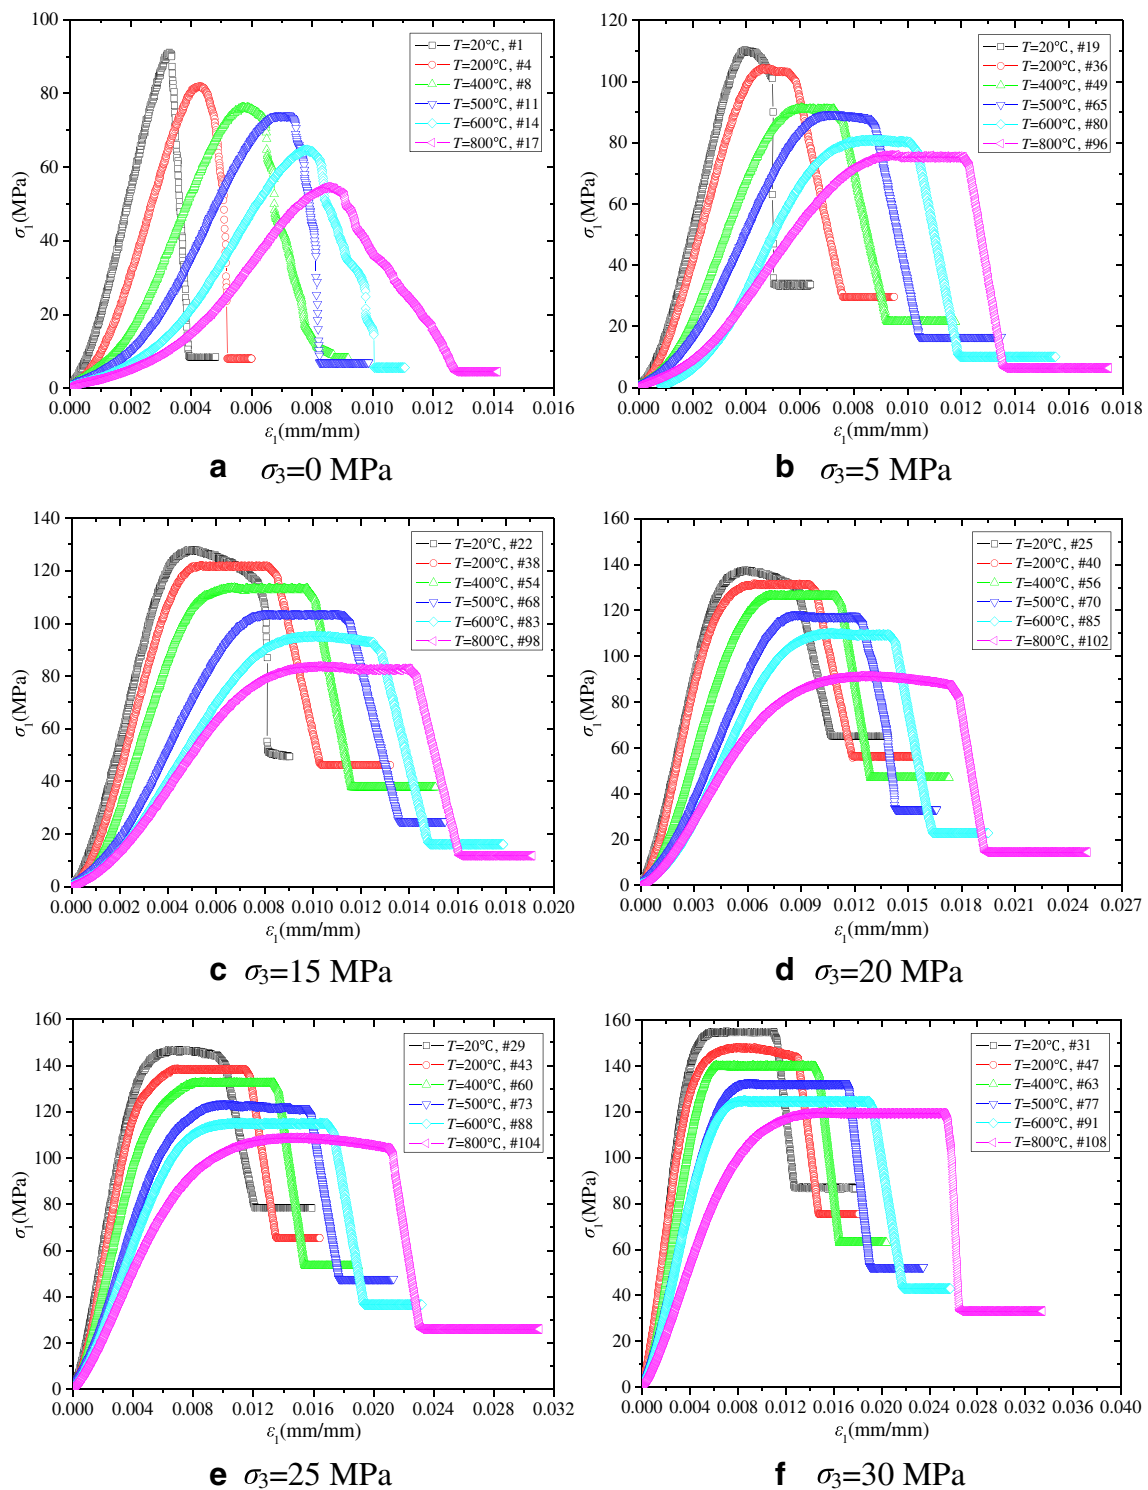 100
80
60
40
20
0
σ₁(MPa)
T=20℃, #1
T=200℃, #4
T=400℃, #8
T=500℃, #11
T=600℃, #14
T=800℃, #17
0.000 0.002 0.004 0.006 0.008 0.010 0.012 0.014 0.016
ε₁(mm/mm)
a σ₃=0 MPa
120
100
80
60
40
20
0
σ₁(MPa)
T=20℃, #19
T=200℃, #36
T=400℃, #49
T=500℃, #65
T=600℃, #80
T=800℃, #96
0.000 0.002 0.004 0.006 0.008 0.010 0.012 0.014 0.016 0.018
ε₁(mm/mm)
b σ₃=5 MPa
140
120
100
80
60
40
20
0
σ₁(MPa)
T=20℃, #22
T=200℃, #38
T=400℃, #54
T=500℃, #68
T=600℃, #83
T=800℃, #98
0.000 0.002 0.004 0.006 0.008 0.010 0.012 0.014 0.016 0.018 0.020
ε₁(mm/mm)
c σ₃=15 MPa
160
140
120
100
80
60
40
20
0
σ₁(MPa)
T=20℃, #25
T=200℃, #40
T=400℃, #56
T=500℃, #70
T=600℃, #85
T=800℃, #102
0.000 0.003 0.006 0.009 0.012 0.015 0.018 0.021 0.024 0.027
ε₁(mm/mm)
d σ₃=20 MPa
160
140
120
100
80
60
40
20
0
σ₁(MPa)
T=20℃, #29
T=200℃, #43
T=400℃, #60
T=500℃, #73
T=600℃, #88
T=800℃, #104
0.000 0.004 0.008 0.012 0.016 0.020 0.024 0.028 0.032
ε₁(mm/mm)
e σ₃=25 MPa
160
140
120
100
80
60
40
20
0
σ₁(MPa)
T=20℃, #31
T=200℃, #47
T=400℃, #63
T=500℃, #77
T=600℃, #91
T=800℃, #108
0.000 0.004 0.008 0.012 0.016 0.020 0.024 0.028 0.032 0.036 0.040
ε₁(mm/mm)
f σ₃=30 MPa